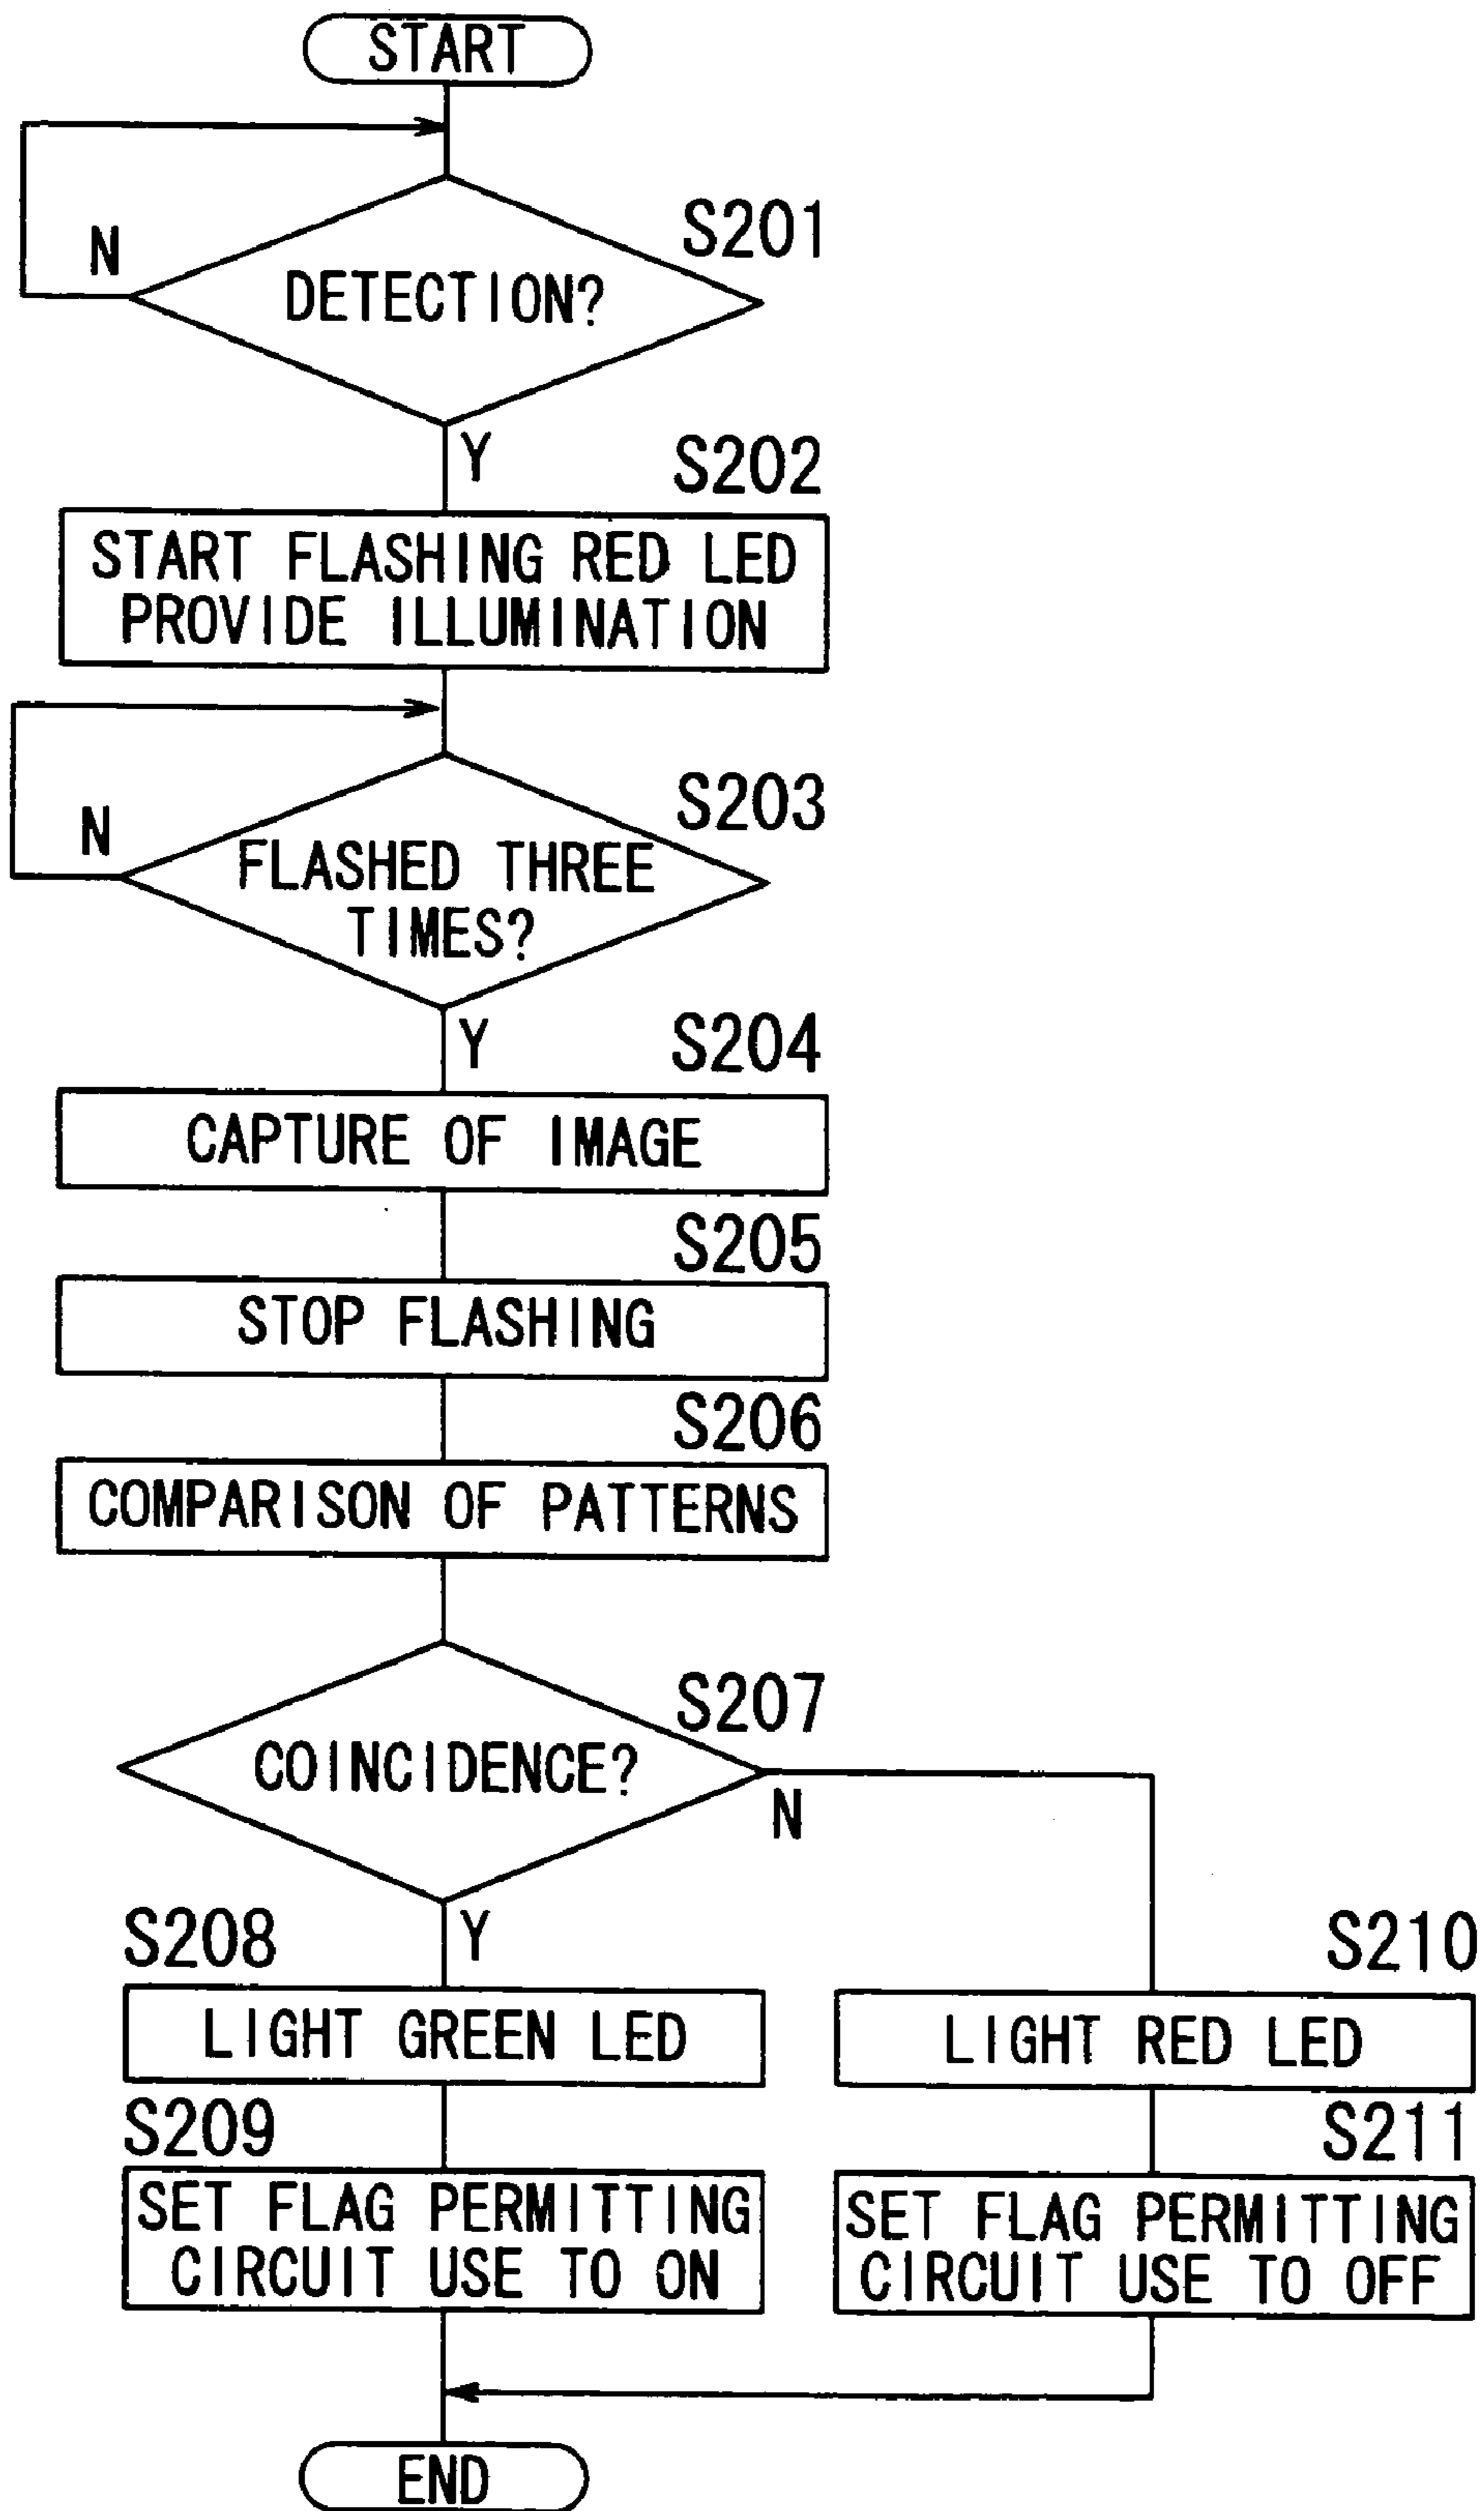 START
S201
N
DETECTION?
Y
S202
START FLASHING RED LED
PROVIDE ILLUMINATION
S203
N
FLASHED THREE
TIMES?
Y
S204
CAPTURE OF IMAGE
S205
STOP FLASHING
S206
COMPARISON OF PATTERNS
S207
COINCIDENCE?
N
Y
S208
LIGHT GREEN LED
S209
SET FLAG PERMITTING
CIRCUIT USE TO ON
S210
LIGHT RED LED
S211
SET FLAG PERMITTING
CIRCUIT USE TO OFF
END